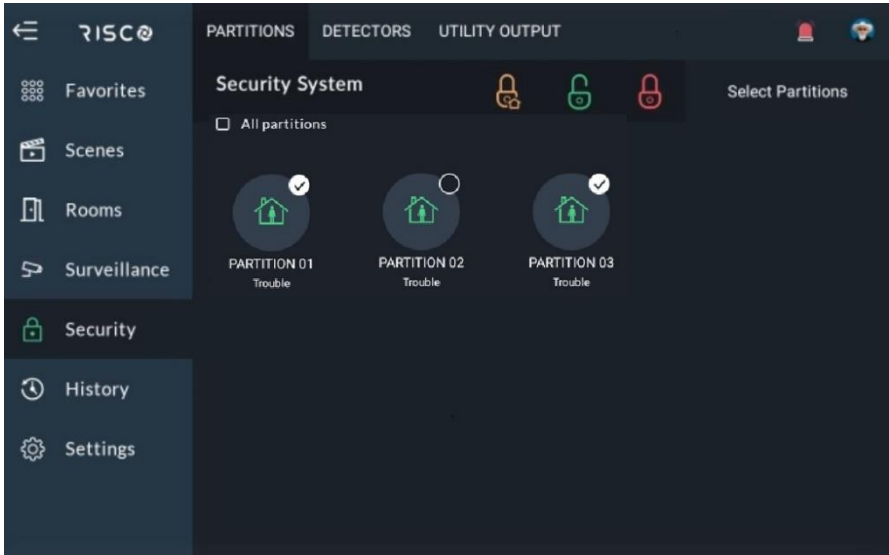 RISCO
PARTITIONS DETECTORS UTILITY OUTPUT
Favorites
Scenes
Rooms
Surveillance
Security
History
Settings
Security System
Select Partitions
All partitions
PARTITION 01
Trouble
PARTITION 02
Trouble
PARTITION 03
Trouble